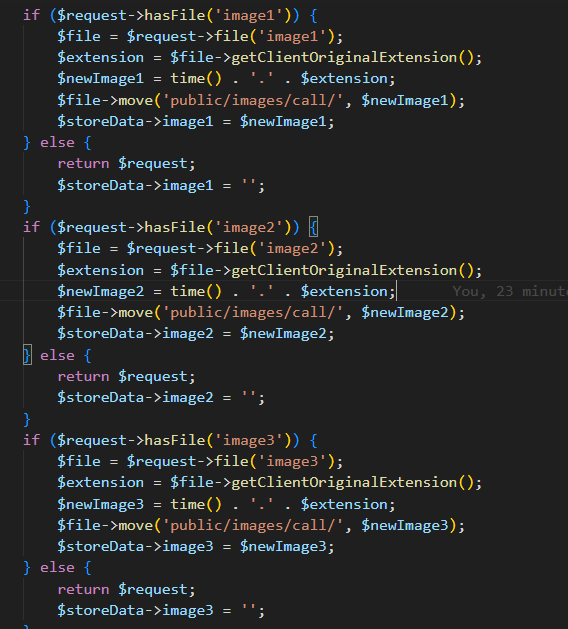 if ($request->hasFile('image1')) {
    $file = $request->file('image1');
    $extension = $file->getClientOriginalExtension();
    $newImage1 = time() . '.' . $extension;
    $file->move('public/images/call/', $newImage1);
    $storeData->image1 = $newImage1;
} else {
    return $request;
    $storeData->image1 = '';
}
if ($request->hasFile('image2')) {
    $file = $request->file('image2');
    $extension = $file->getClientOriginalExtension();
    $newImage2 = time() . '.' . $extension; You, 23 minut
    $file->move('public/images/call/', $newImage2);
    $storeData->image2 = $newImage2;
} else {
    return $request;
    $storeData->image2 = '';
}
if ($request->hasFile('image3')) {
    $file = $request->file('image3');
    $extension = $file->getClientOriginalExtension();
    $newImage3 = time() . '.' . $extension;
    $file->move('public/images/call/', $newImage3);
    $storeData->image3 = $newImage3;
} else {
    return $request;
    $storeData->image3 = '';